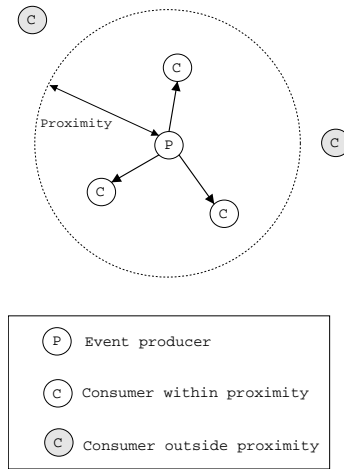 C
C
Proximity
P
C
C
C
P Event producer
C Consumer within proximity
C Consumer outside proximity